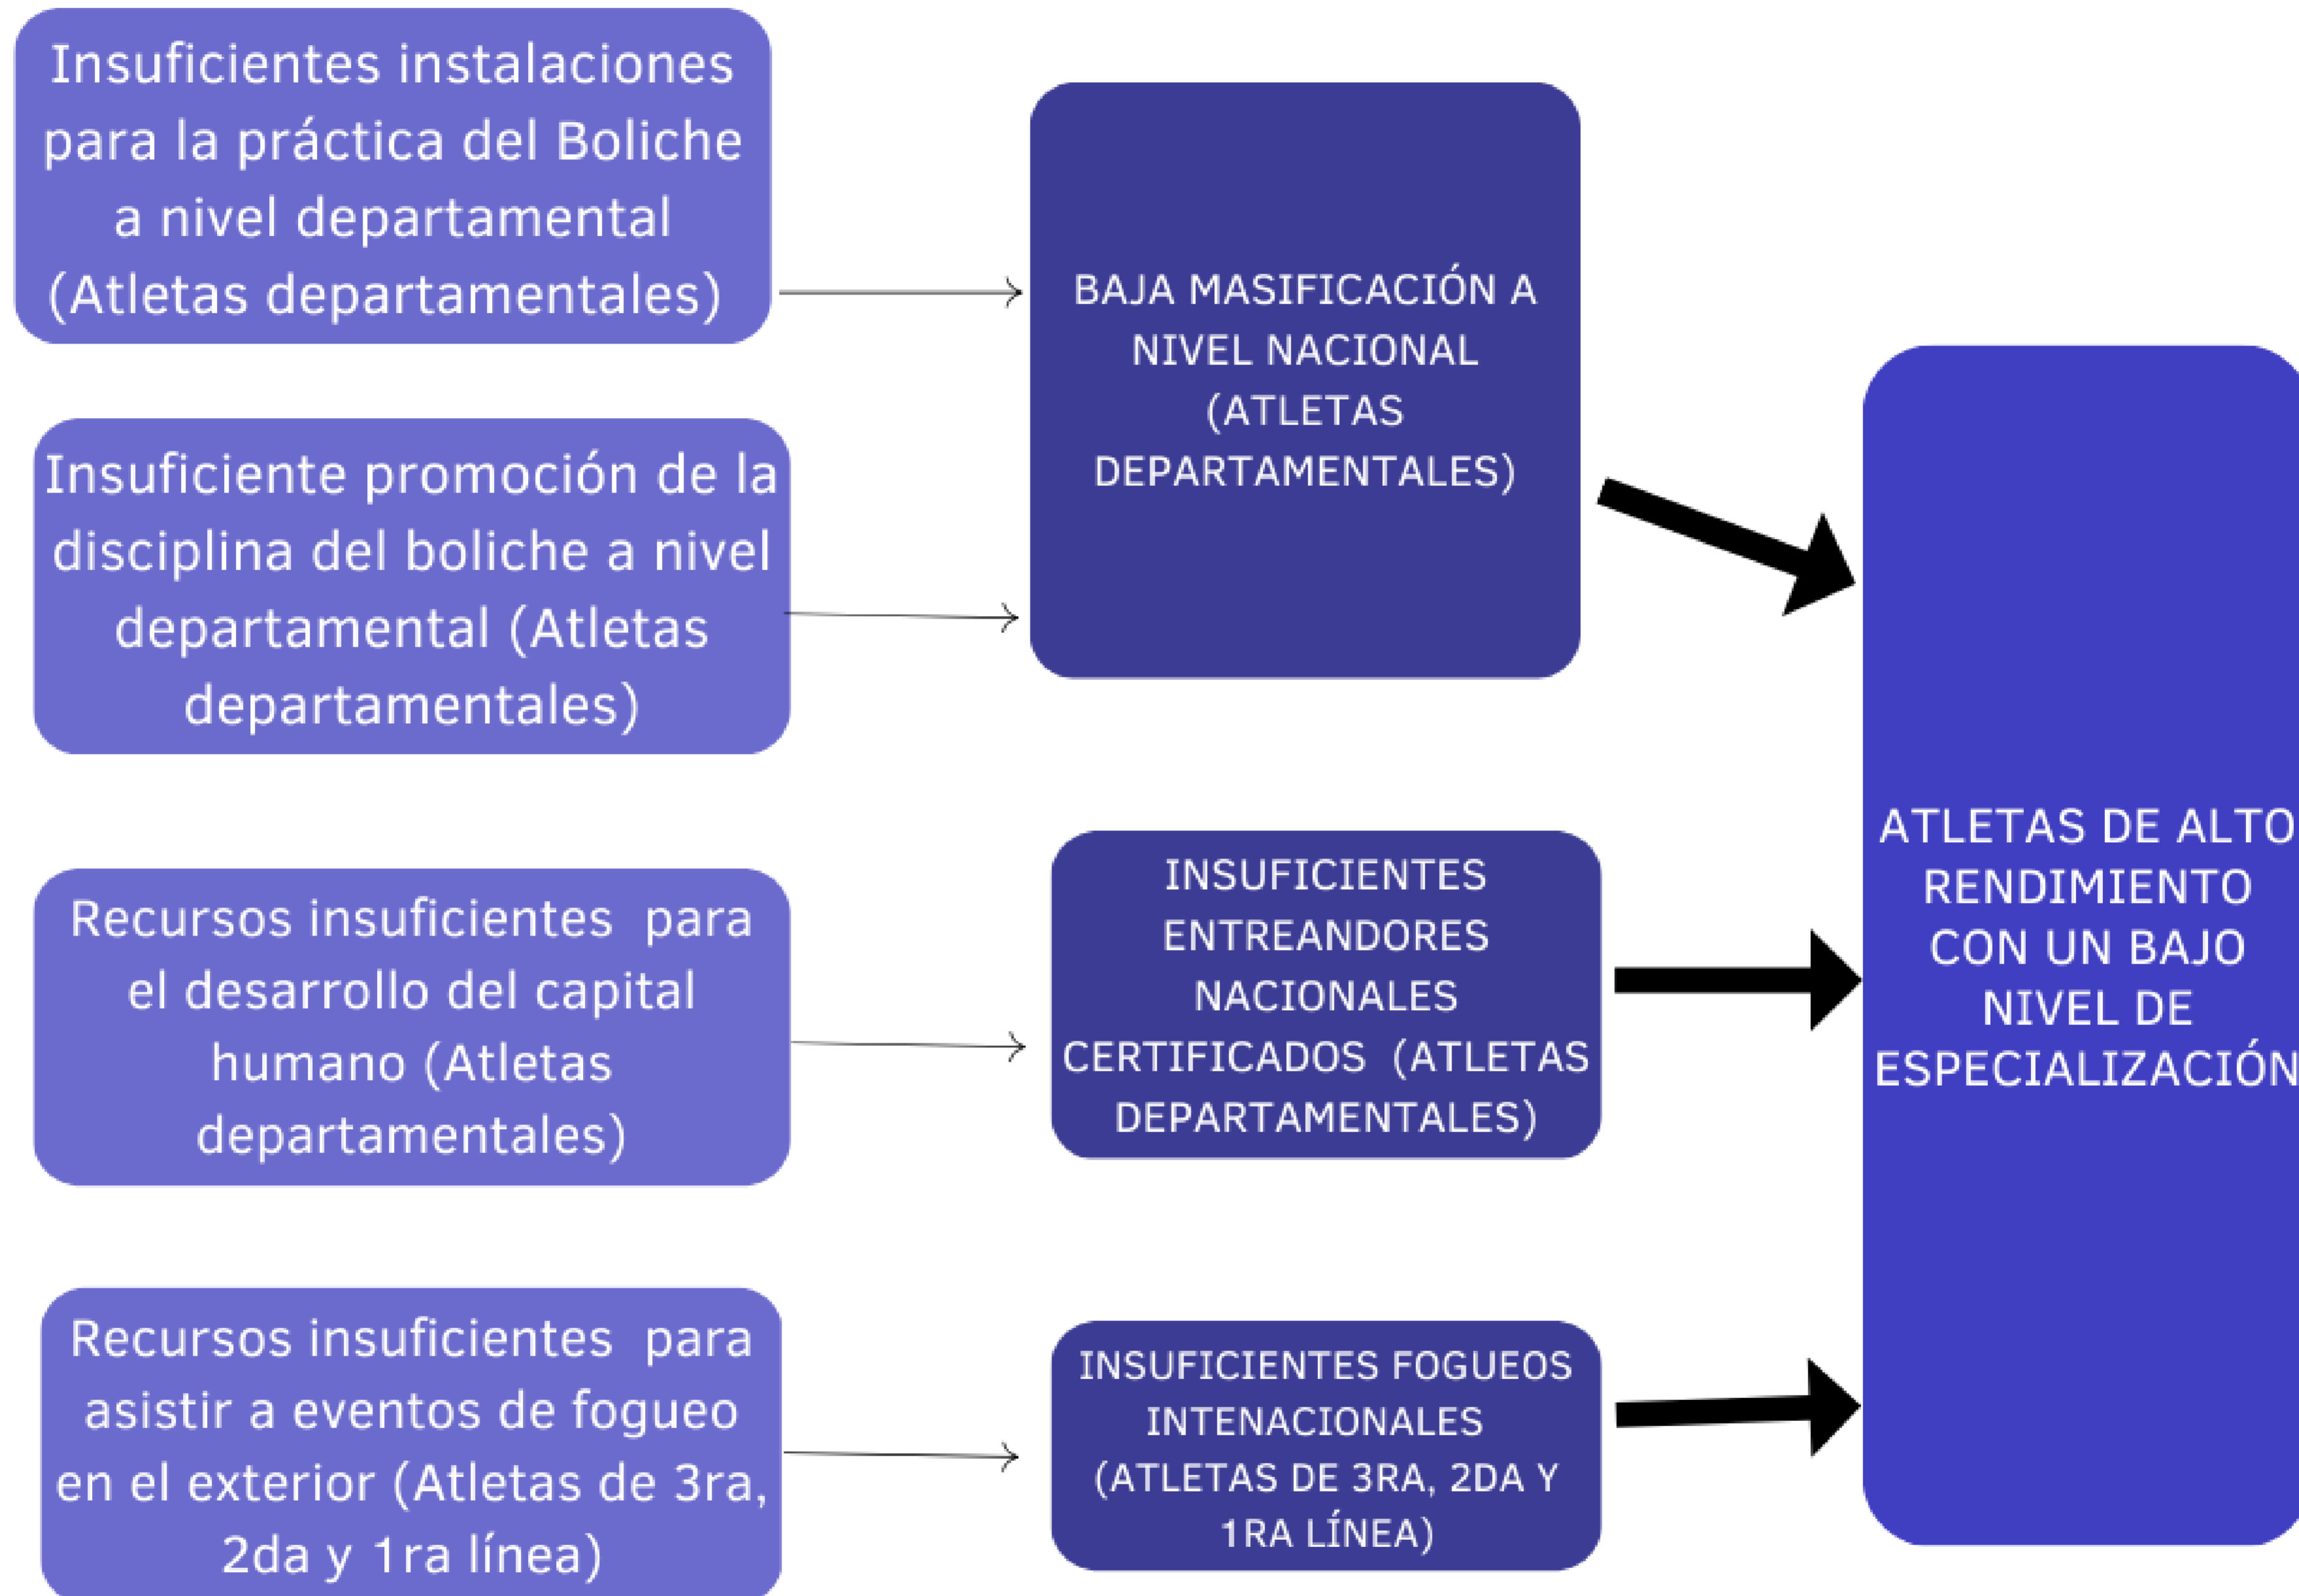 Insuficientes instalaciones
para la práctica del Boliche
a nivel departamental
(Atletas departamentales)
Insuficiente promoción de la
disciplina del boliche a nivel
departamental (Atletas
departamentales)
Recursos insuficientes  para
el desarrollo del capital
humano (Atletas
departamentales)
Recursos insuficientes  para
asistir a eventos de fogueo
en el exterior (Atletas de 3ra,
2da y 1ra línea)
BAJA MASIFICACIÓN A
NIVEL NACIONAL
(ATLETAS
DEPARTAMENTALES)
INSUFICIENTES
ENTREANDORES
NACIONALES
CERTIFICADOS  (ATLETAS
DEPARTAMENTALES)
INSUFICIENTES FOGUEOS
INTENACIONALES
(ATLETAS DE 3RA, 2DA Y
1RA LÍNEA)
ATLETAS DE ALTO
RENDIMIENTO
CON UN BAJO
NIVEL DE
ESPECIALIZACIÓN